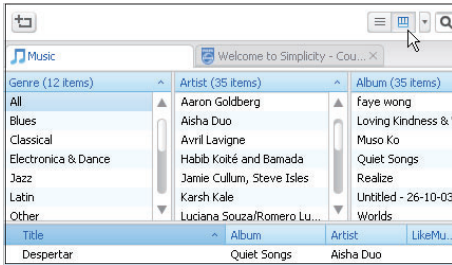 Music
Welcome to Simplicity - Cou...
Genre (12 items) Artist (35 items) Album (35 items)
All Aaron Goldberg faye wong
Blues Aisha Duo Loving Kindness &
Classical Avril Lavigne Muso Ko
Electronica & Dance Habib Koité and Bamada Quiet Songs
Jazz Jamie Cullum, Steve Isles Realize
Latin Karsh Kale Untitled - 26-10-03
Other Luciana Souza/Romero Lu... Worlds
Title Album Artist LikeMu...
Despertar Quiet Songs Aisha Duo